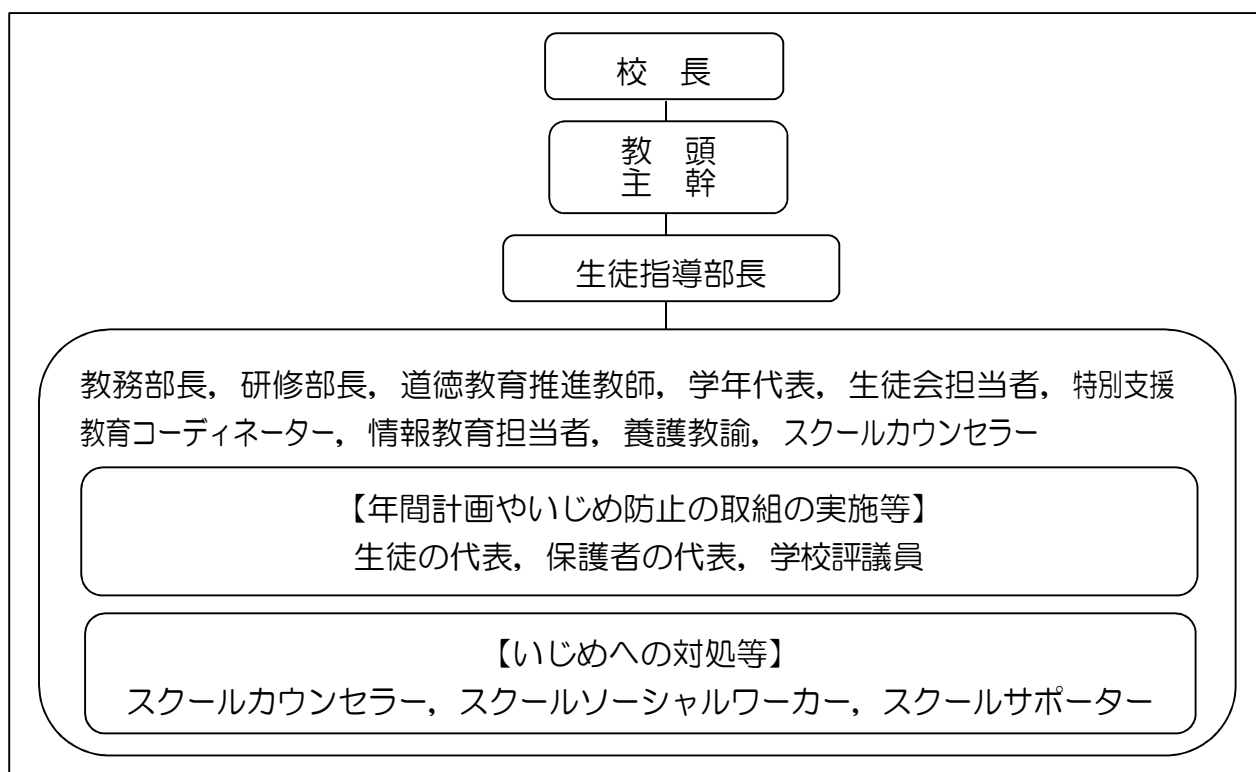 校　長
教　頭
主　幹
生徒指導部長
教務部長，研修部長，道徳教育推進教師，学年代表，生徒会担当者，特別支援
教育コーディネーター，情報教育担当者，養護教諭，スクールカウンセラー
【年間計画やいじめ防止の取組の実施等】
生徒の代表，保護者の代表，学校評議員
【いじめへの対処等】
スクールカウンセラー，スクールソーシャルワーカー，スクールサポーター